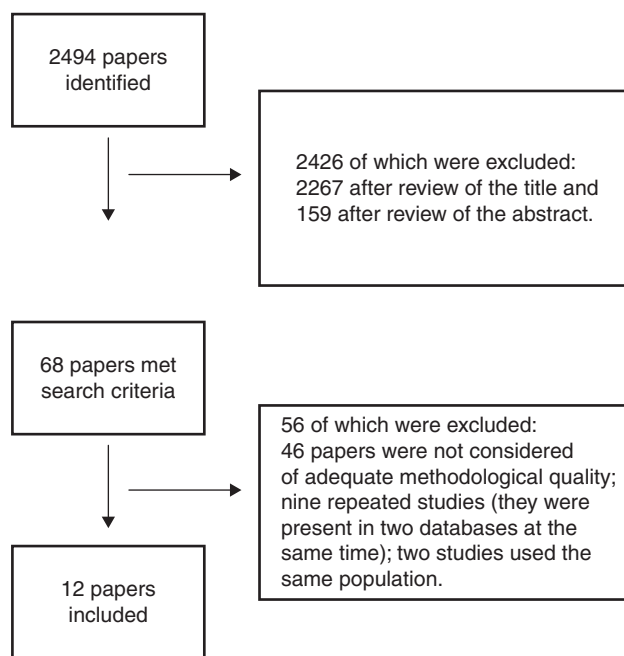 2494 papers
identified
2426 of which were excluded:
2267 after review of the title and
159 after review of the abstract.
68 papers met
search criteria
56 of which were excluded:
46 papers were not considered
of adequate methodological quality;
nine repeated studies (they were
present in two databases at the
same time); two studies used the
same population.
12 papers
included